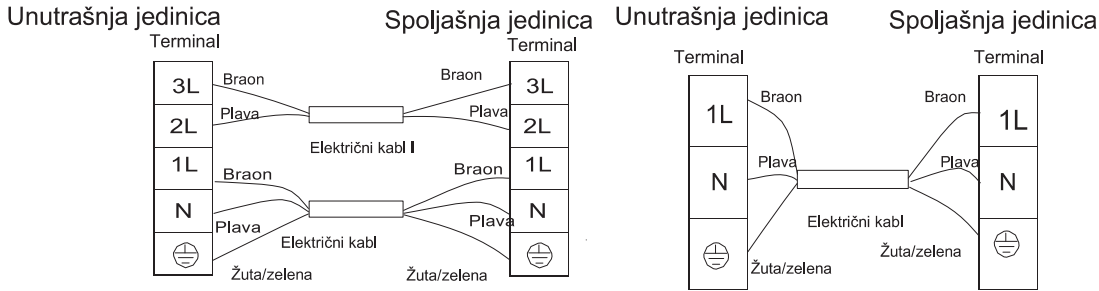 Unutrašnja jedinica
Spoljašnja jedinica
Terminal
Terminal
3L
Braon
Braon
3L
2L
Plava
Plava
2L
Električni kabl I
1L
Braon
Braon
1L
N
Plava
Plava
N
Električni kabl
Žuta/zelena
Žuta/zelena
Unutrašnja jedinica
Spoljašnja jedinica
Terminal
Terminal
1L
Braon
Braon
1L
N
Plava
Plava
N
Električni kabl
Žuta/zelena
Žuta/zelena